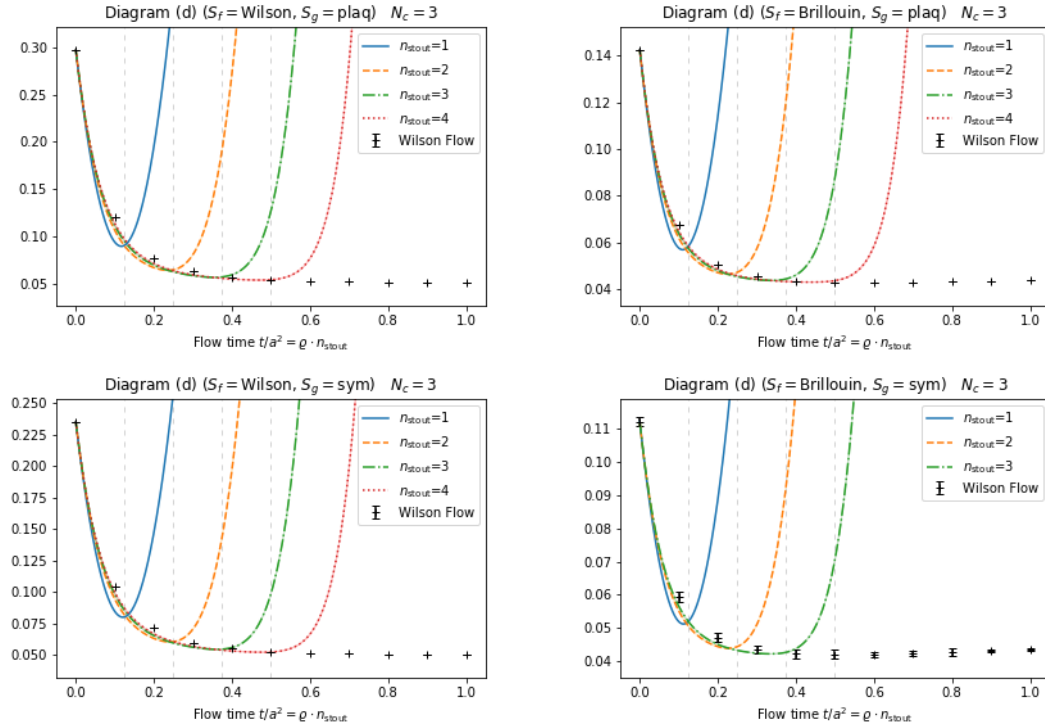 Diagram (d) (S_f = Wilson, S_g = plaq)   N_c = 3
0.30
0.25
0.20
0.15
0.10
0.05
n_stout=1
n_stout=2
n_stout=3
n_stout=4
Wilson Flow
0.0 0.2 0.4 0.6 0.8 1.0
Flow time t/a² = ϱ · n_stout
Diagram (d) (S_f = Brillouin, S_g = plaq)   N_c = 3
0.14
0.12
0.10
0.08
0.06
0.04
n_stout=1
n_stout=2
n_stout=3
n_stout=4
Wilson Flow
0.0 0.2 0.4 0.6 0.8 1.0
Flow time t/a² = ϱ · n_stout
Diagram (d) (S_f = Wilson, S_g = sym)   N_c = 3
0.250
0.225
0.200
0.175
0.150
0.125
0.100
0.075
0.050
n_stout=1
n_stout=2
n_stout=3
n_stout=4
Wilson Flow
0.0 0.2 0.4 0.6 0.8 1.0
Flow time t/a² = ϱ · n_stout
Diagram (d) (S_f = Brillouin, S_g = sym)   N_c = 3
0.11
0.10
0.09
0.08
0.07
0.06
0.05
0.04
n_stout=1
n_stout=2
n_stout=3
Wilson Flow
0.0 0.2 0.4 0.6 0.8 1.0
Flow time t/a² = ϱ · n_stout